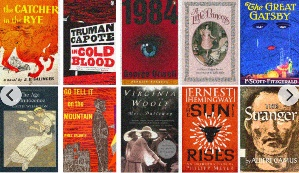 the CATCHER
in the RYE
a novel by J.D. SALINGER
TRUMAN
CAPOTE
IN COLD
BLOOD
1984
A Little Princess
THE GREAT
GATSBY
F·SCOTT·FITZGERALD
The Age
of Innocence
GO TELL IT
ON THE
MOUNTAIN
VIRGINIA
WOOLF
Mrs. Dalloway
ERNEST
HEMINGWAY
THE
SUN
ALSO
RISES
THE
Stranger
by ALBERT CAMUS